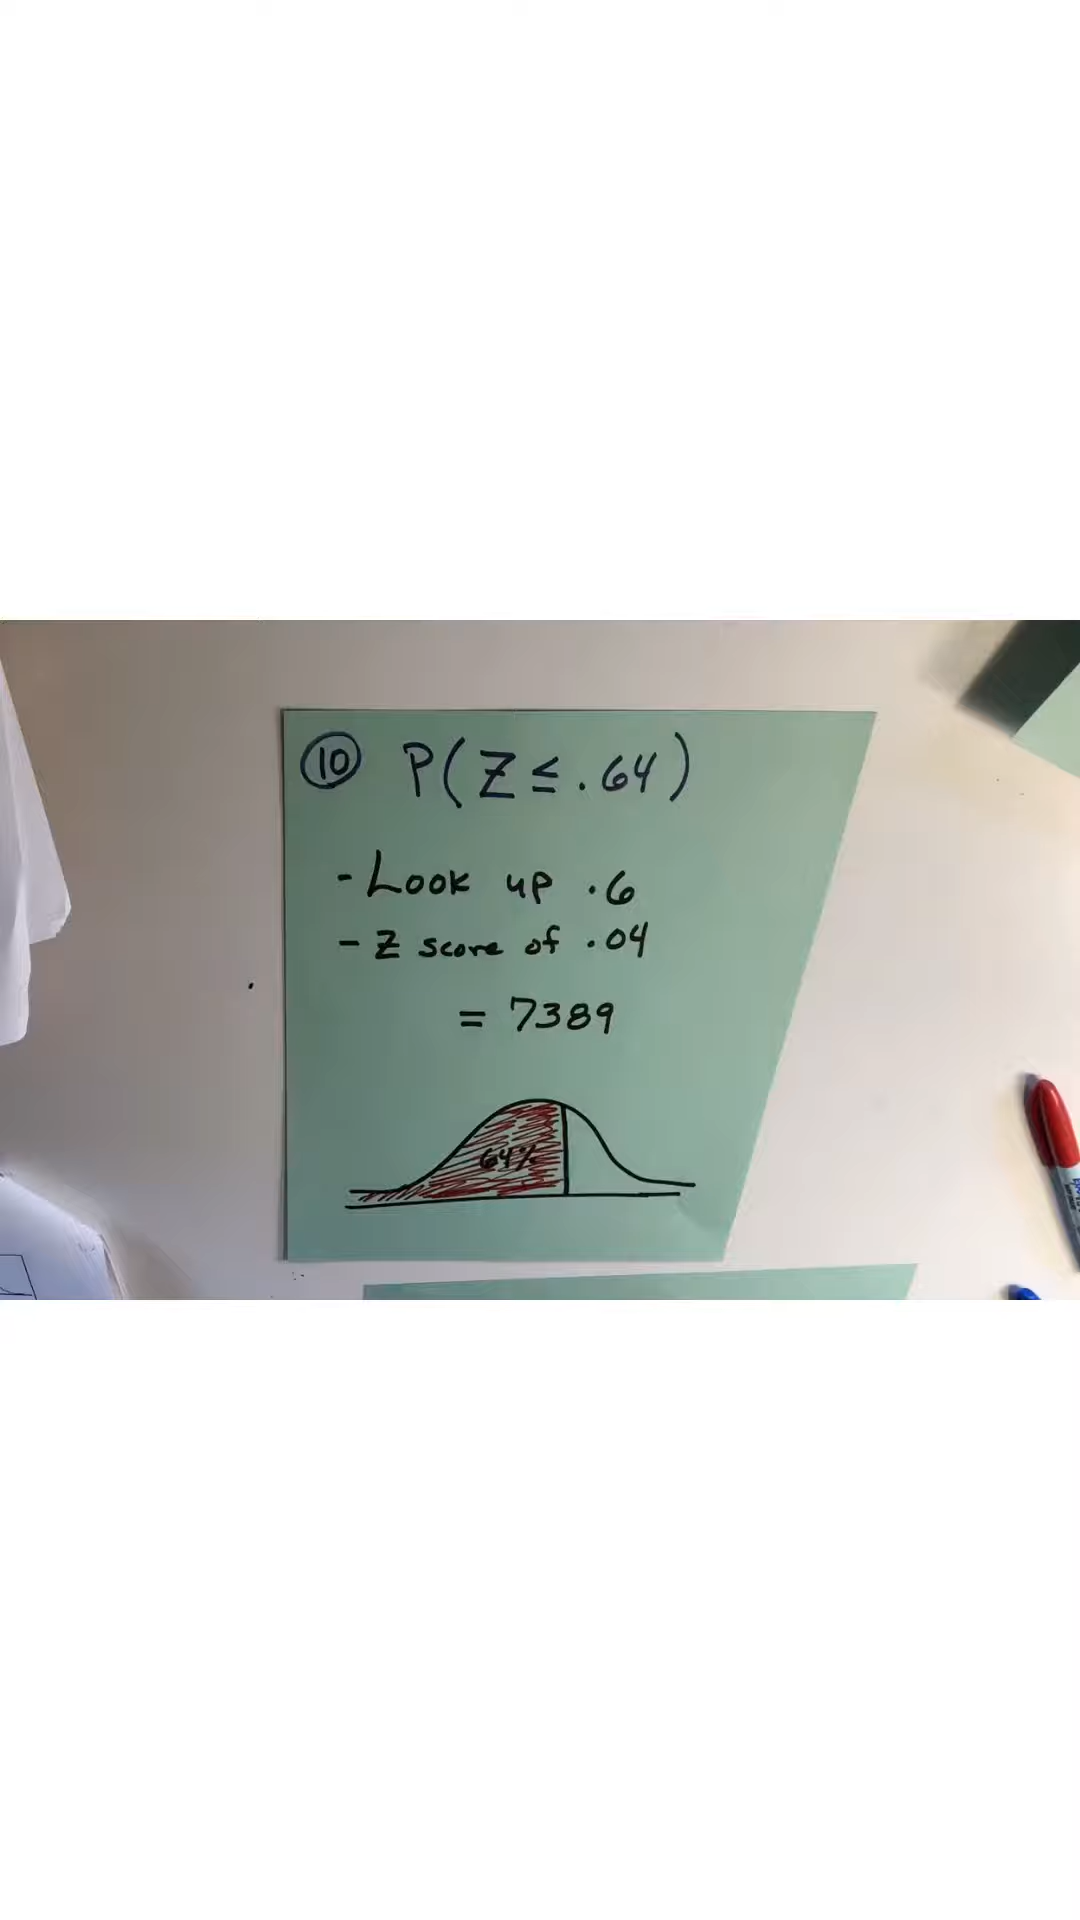 10 P(Z ≤ .64)
- Look up .6
- Z score of .04
= 7389
64%